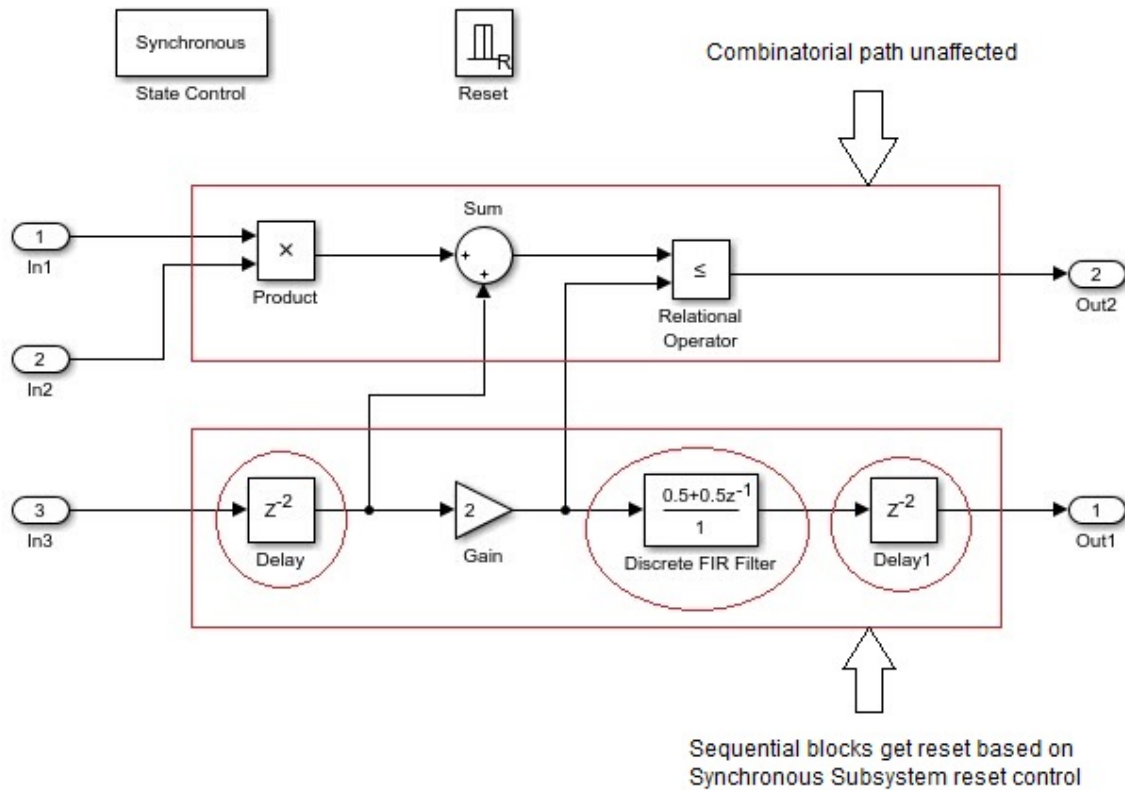 Synchronous
State Control
R
Reset
Combinatorial path unaffected
1
In1
2
In2
×
Product
Sum
+
+
≤
Relational
Operator
2
Out2
3
In3
Z⁻²
Delay
2
Gain
0.5+0.5z⁻¹
1
Discrete FIR Filter
Z⁻²
Delay1
1
Out1
Sequential blocks get reset based on
Synchronous Subsystem reset control